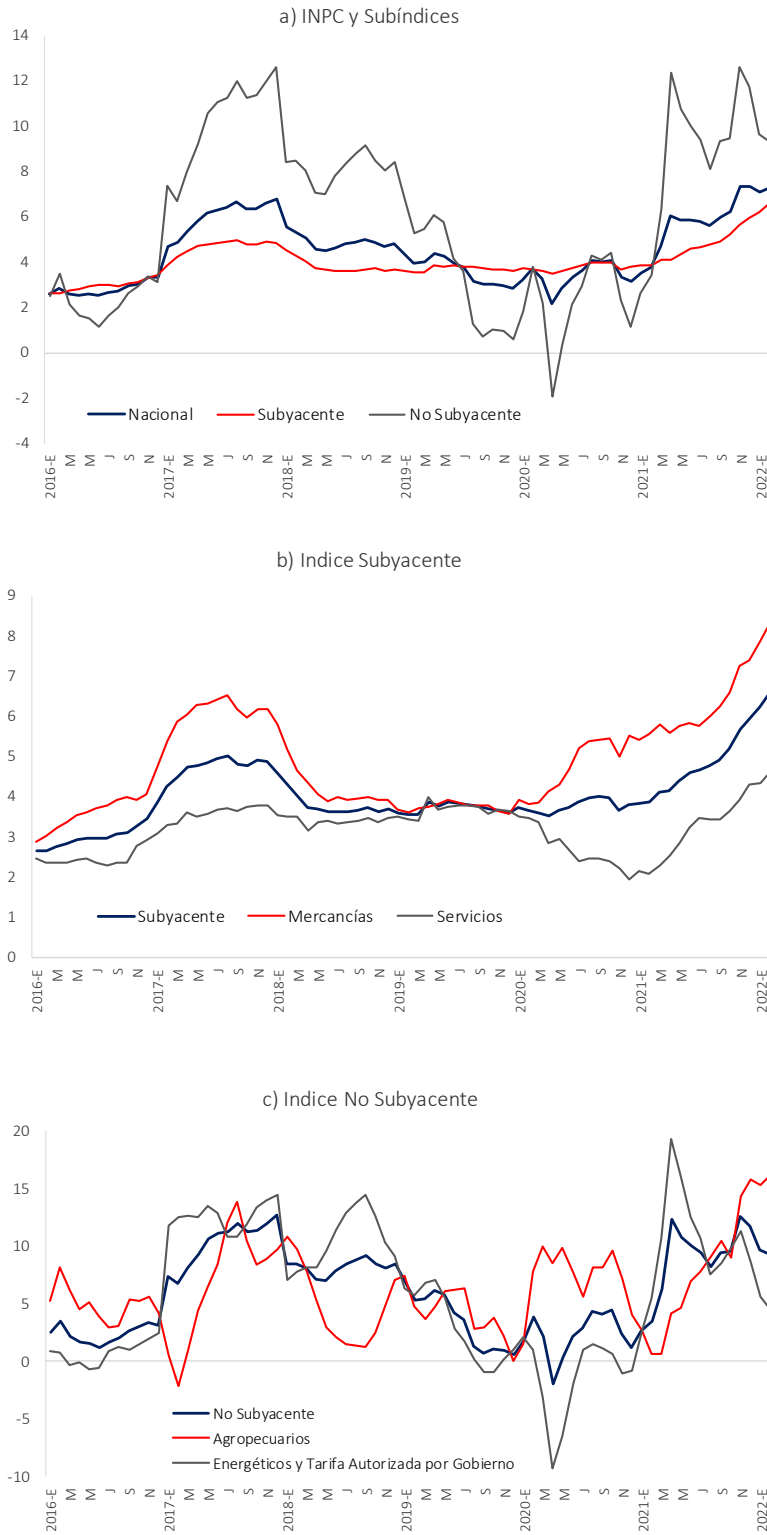 a) INPC y Subíndices
14
12
10
8
6
4
2
0
-2
-4
Nacional Subyacente No Subyacente
2016-E M M J S N 2017-E M M J S N 2018-E M M J S N 2019-E M M J S N 2020-E M M J S N 2021-E M M J S N 2022-E
b) Indice Subyacente
9
8
7
6
5
4
3
2
1
0
Subyacente Mercancías Servicios
2016-E M M J S N 2017-E M M J S N 2018-E M M J S N 2019-E M M J S N 2020-E M M J S N 2021-E M M J S N 2022-E
c) Indice No Subyacente
20
15
10
5
0
-5
-10
No Subyacente
Agropecuarios
Energéticos y Tarifa Autorizada por Gobierno
2016-E M M J S N 2017-E M M J S N 2018-E M M J S N 2019-E M M J S N 2020-E M M J S N 2021-E M M J S N 2022-E